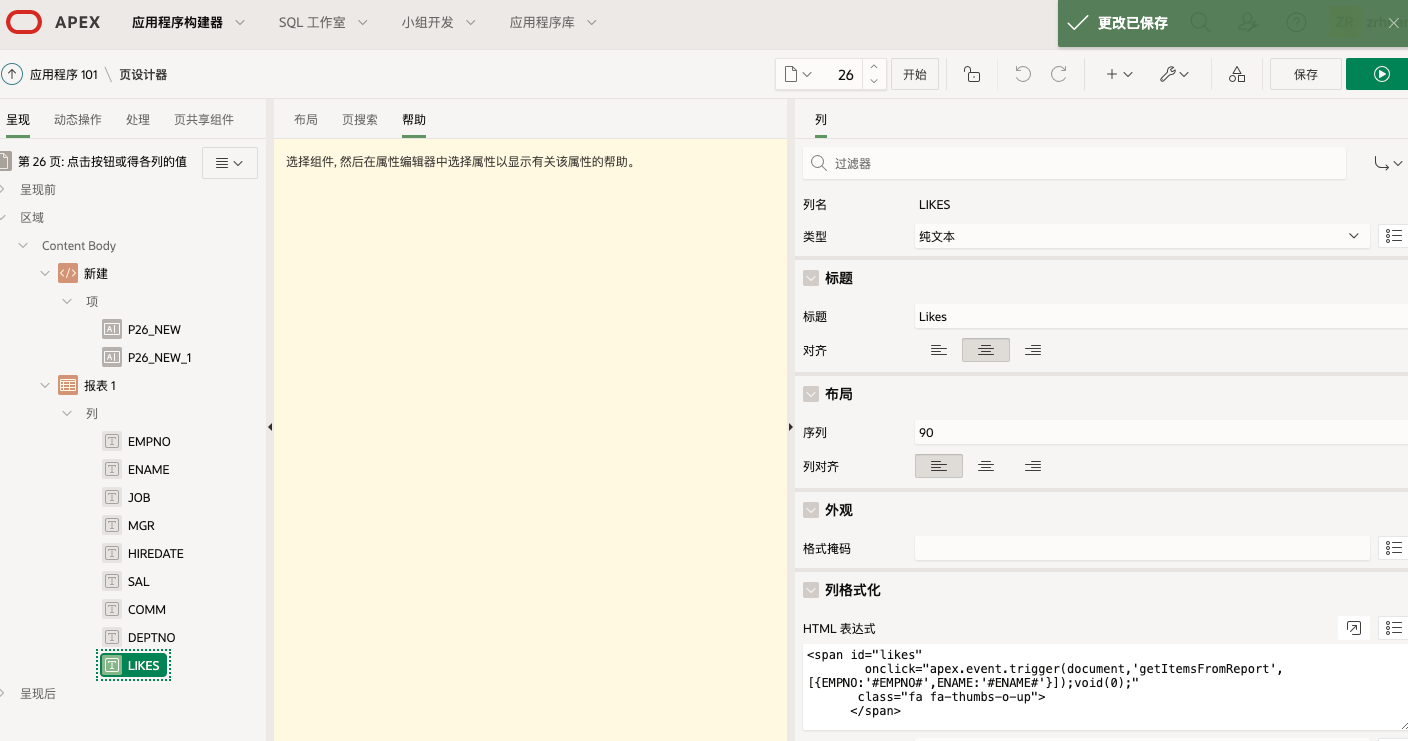 APEX 应用程序构建器 SQL 工作室 小组开发 应用程序库 更改已保存
应用程序 101 \ 页设计器 26 开始 保存
呈现 动态操作 处理 页共享组件
布局 页搜索 帮助
列
第 26 页: 点击按钮或得各列的值
呈现前
区域
Content Body
新建
项
P26_NEW
P26_NEW_1
报表 1
列
EMPNO
ENAME
JOB
MGR
HIREDATE
SAL
COMM
DEPTNO
LIKES
呈现后
选择组件, 然后在属性编辑器中选择属性以显示有关该属性的帮助。
过滤器
列名 LIKES
类型 纯文本
标题
标题 Likes
对齐
布局
序列 90
列对齐
外观
格式掩码
列格式化
HTML 表达式
<span id="likes"
onclick="apex.event.trigger(document,'getItemsFromReport',
[{EMPNO:'#EMPNO#',ENAME:'#ENAME#'}]);void(0);"
class="fa fa-thumbs-o-up">
</span>